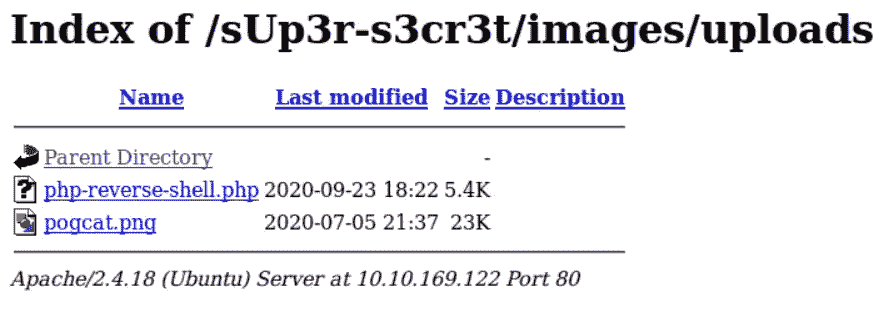 Index of /sUp3r-s3cr3t/images/uploads
Name Last modified Size Description
Parent Directory -
php-reverse-shell.php 2020-09-23 18:22 5.4K
pogcat.png 2020-07-05 21:37 23K
Apache/2.4.18 (Ubuntu) Server at 10.10.169.122 Port 80